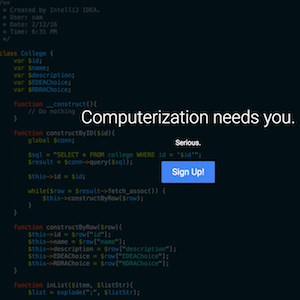 /**
* Created by IntelliJ IDEA.
* User: sam
* Date: 2/12/16
* Time: 6:31 PM
*/
class College {
var $id;
var $name;
var $description;
var $EDEAChoice;
var $RDRAChoice;
function __construct(){
// Do nothing
Computerization needs you.
Serious.
Sign Up!
function constructByID($id){
global $conn;
$sql = "SELECT * FROM college WHERE id = '$id'";
$result = $conn->query($sql);
$this->id = $id;
while($row = $result->fetch_assoc()) {
$this->constructByRow($row);
}
}
function constructByRow($row){
$this->id = $row["id"];
$this->name = $row["name"];
$this->description = $row["description"];
$this->EDEAChoice = $row["EDEAChoice"];
$this->RDRAChoice = $row["RDRAChoice"];
}
function inList($item, $listStr){
$list = explode(";", $listStr);